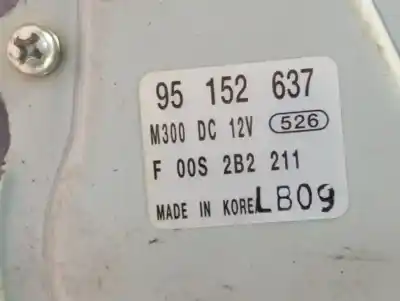 95 152 637
M300 DC 12V 526
F 00S 2B2 211
MADE IN KOREA LB09